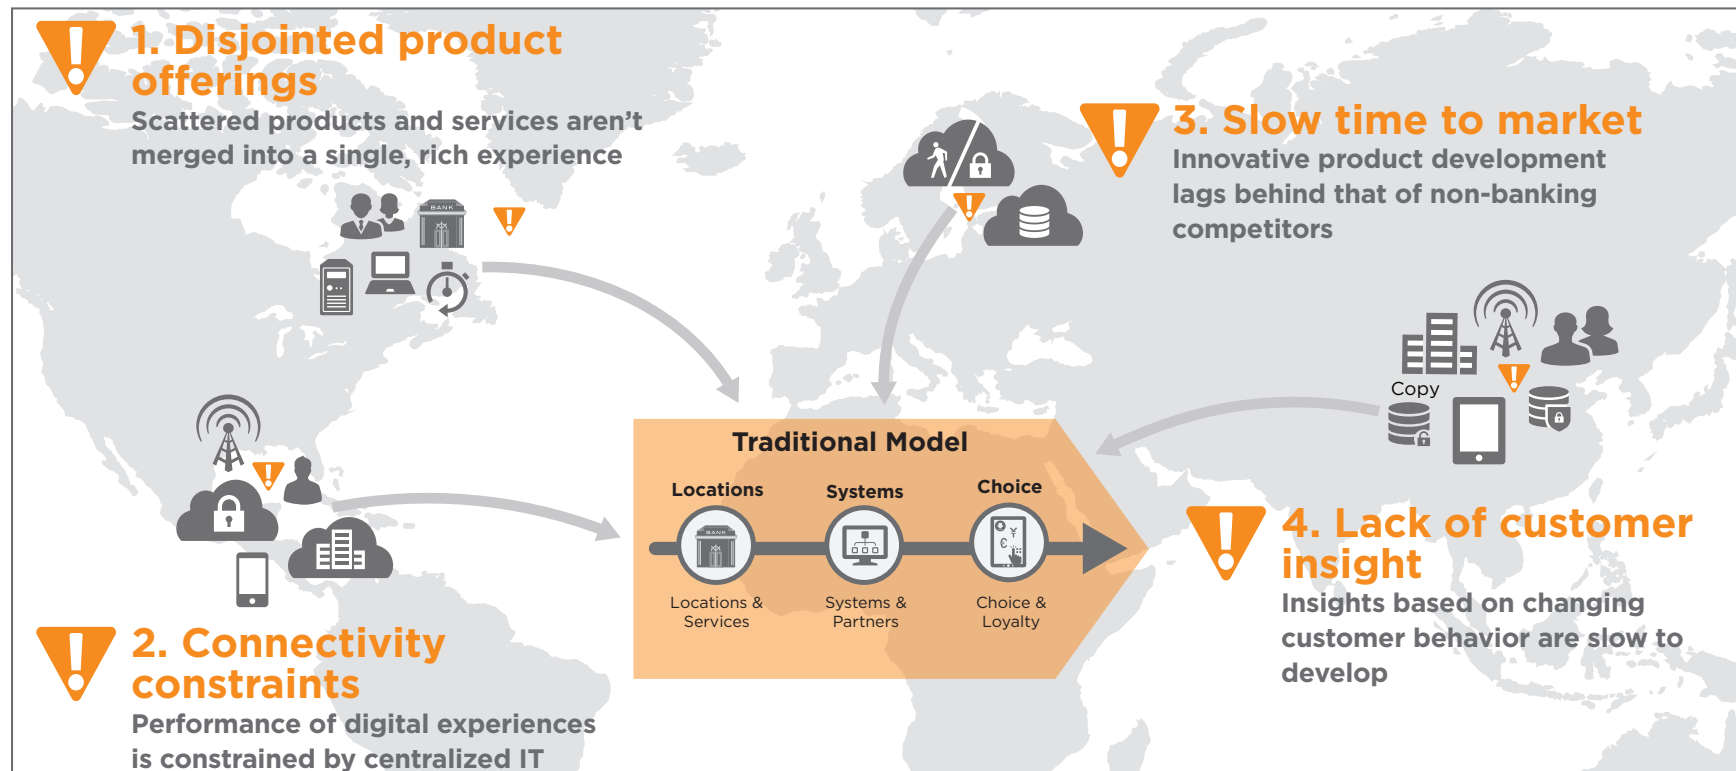 1. Disjointed product
offerings
Scattered products and services aren’t
merged into a single, rich experience
BANK
2. Connectivity
constraints
Performance of digital experiences
is constrained by centralized IT
3. Slow time to market
Innovative product development
lags behind that of non-banking
competitors
Copy
4. Lack of customer
insight
Insights based on changing
customer behavior are slow to
develop
Traditional Model
Locations
Systems
Choice
BANK
¥
€
Locations &
Services
Systems &
Partners
Choice &
Loyalty